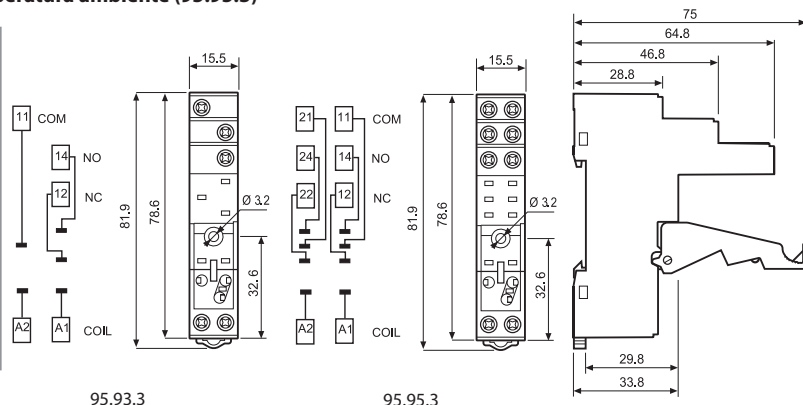 temperatura ambiente (95.95.3)
75
64.8
46.8
28.8
15.5
15.5
11 COM
14 NO
12 NC
A2 A1 COIL
81.9
78.6
Ø 3.2
32.6
21 11 COM
24 14 NO
22 12 NC
A2 A1 COIL
81.9
78.6
Ø 3.2
32.6
29.8
33.8
95.93.3
95.95.3